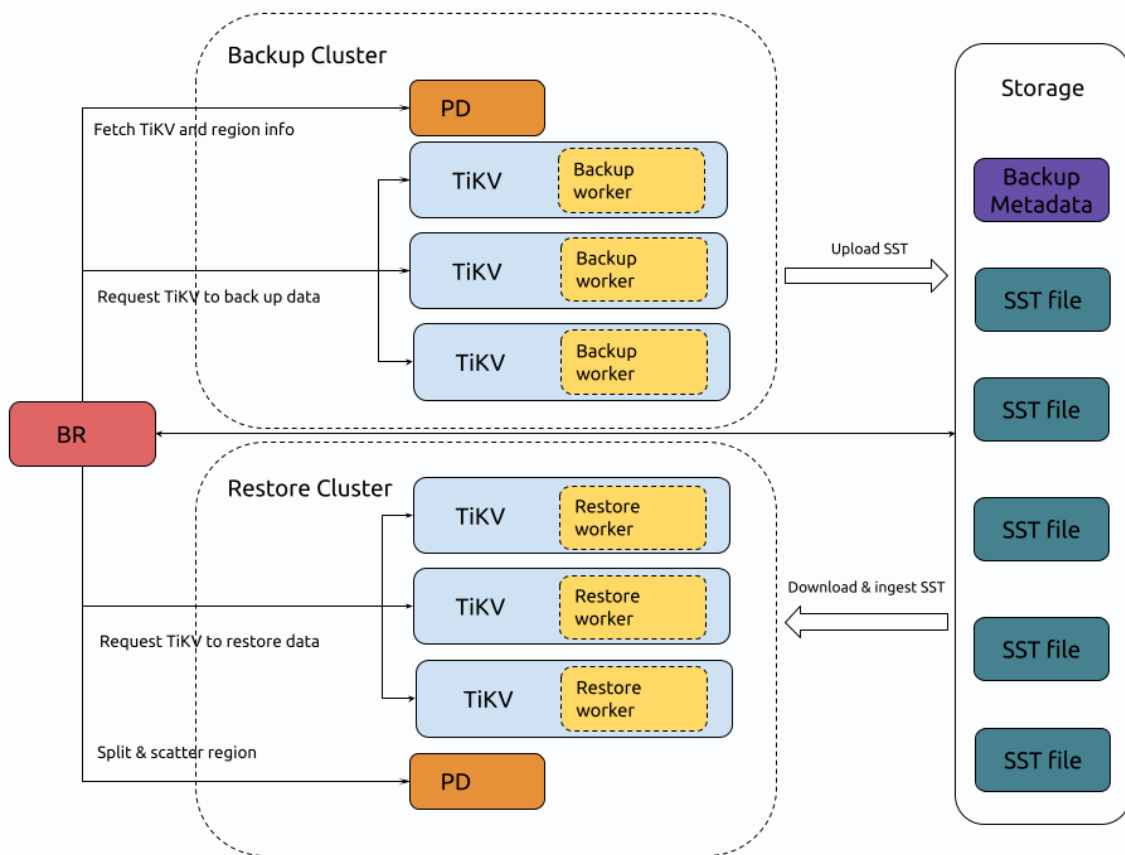 Backup Cluster
PD
Fetch TiKV and region info
TiKV
Backup
worker
TiKV
Backup
worker
Request TiKV to back up data
TiKV
Backup
worker
Upload SST
BR
Restore Cluster
TiKV
Restore
worker
TiKV
Restore
worker
Request TiKV to restore data
TiKV
Restore
worker
Split & scatter region
PD
Download & ingest SST
Storage
Backup
Metadada
SST file
SST file
SST file
SST file
SST file